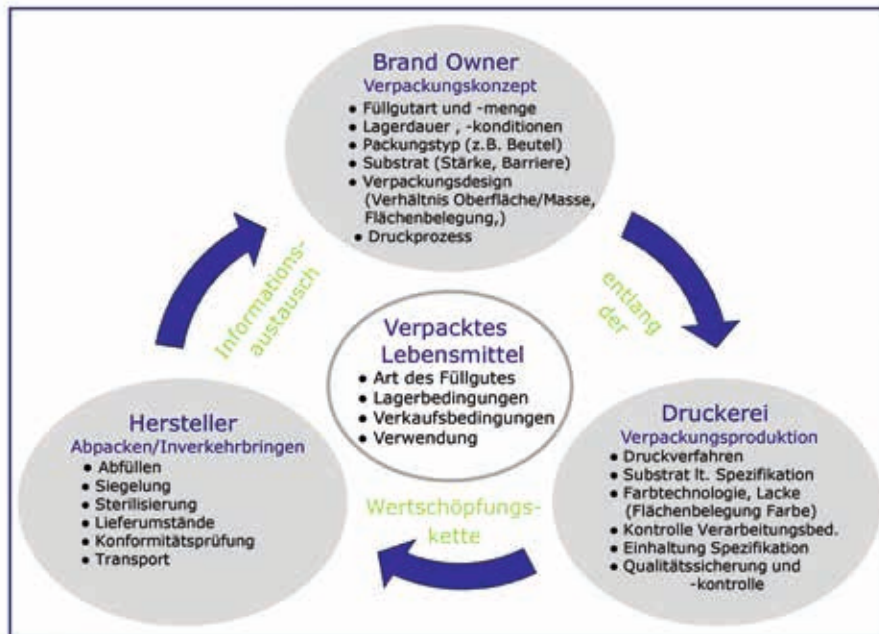 Brand Owner
Verpackungskonzept
● Füllgutart und -menge
● Lagerdauer , -konditionen
● Packungstyp (z.B. Beutel)
● Substrat (Stärke, Barriere)
● Verpackungsdesign
(Verhältnis Oberfläche/Masse,
Flächenbelegung,)
● Druckprozess
Informations-
austausch
entlang
der
Verpacktes
Lebensmittel
● Art des Füllgutes
● Lagerbedingungen
● Verkaufsbedingungen
● Verwendung
Hersteller
Abpacken/Inverkehrbringen
● Abfüllen
● Siegelung
● Sterilisierung
● Lieferumstände
● Konformitätsprüfung
● Transport
Druckerei
Verpackungsproduktion
● Druckverfahren
● Substrat lt. Spezifikation
● Farbtechnologie, Lacke
(Flächenbelegung Farbe)
● Kontrolle Verarbeitungsbed.
● Einhaltung Spezifikation
● Qualitätssicherung und
-kontrolle
Wertschöpfungs-
kette